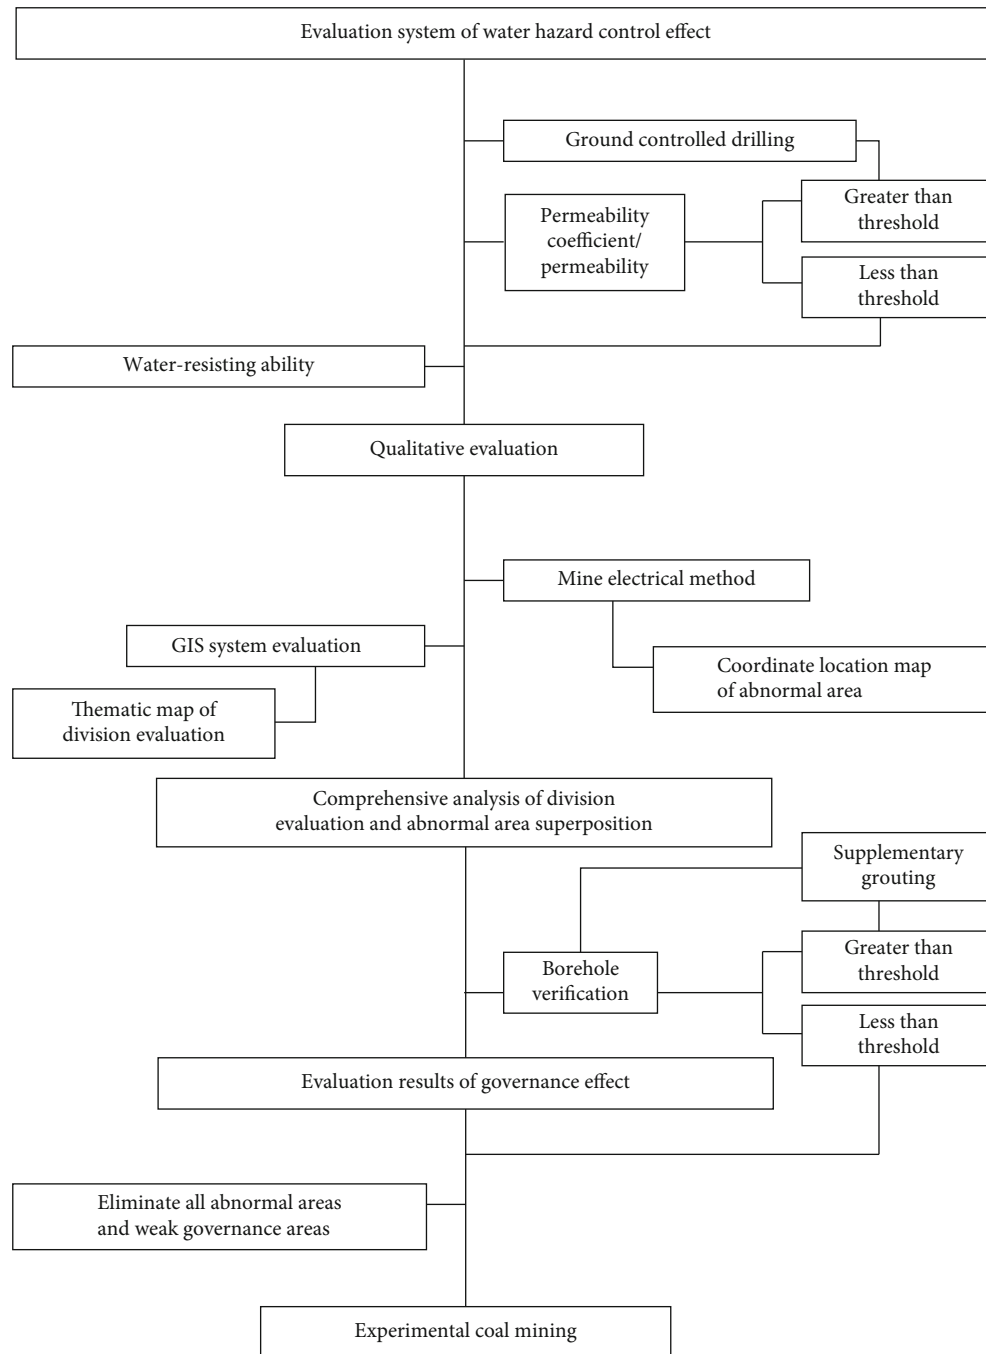 Evaluation system of water hazard control effect
Ground controlled drilling
Permeability
coefficient/
permeability
Greater than
threshold
Less than
threshold
Water-resisting ability
Qualitative evaluation
Mine electrical method
GIS system evaluation
Coordinate location map
of abnormal area
Thematic map of
division evaluation
Comprehensive analysis of division
evaluation and abnormal area superposition
Supplementary
grouting
Borehole
verification
Greater than
threshold
Less than
threshold
Evaluation results of governance effect
Eliminate all abnormal areas
and weak governance areas
Experimental coal mining